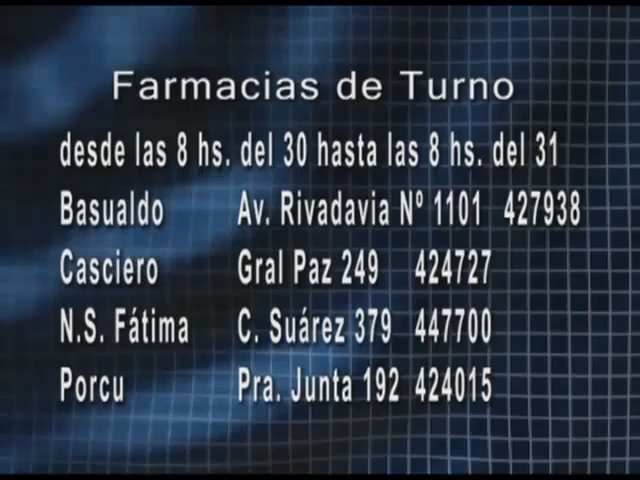 Farmacias de Turno
desde las 8 hs. del 30 hasta las 8 hs. del 31
Basualdo Av. Rivadavia Nº 1101 427938
Casciero Gral Paz 249 424727
N.S. Fátima C. Suárez 379 447700
Porcu Pra. Junta 192 424015